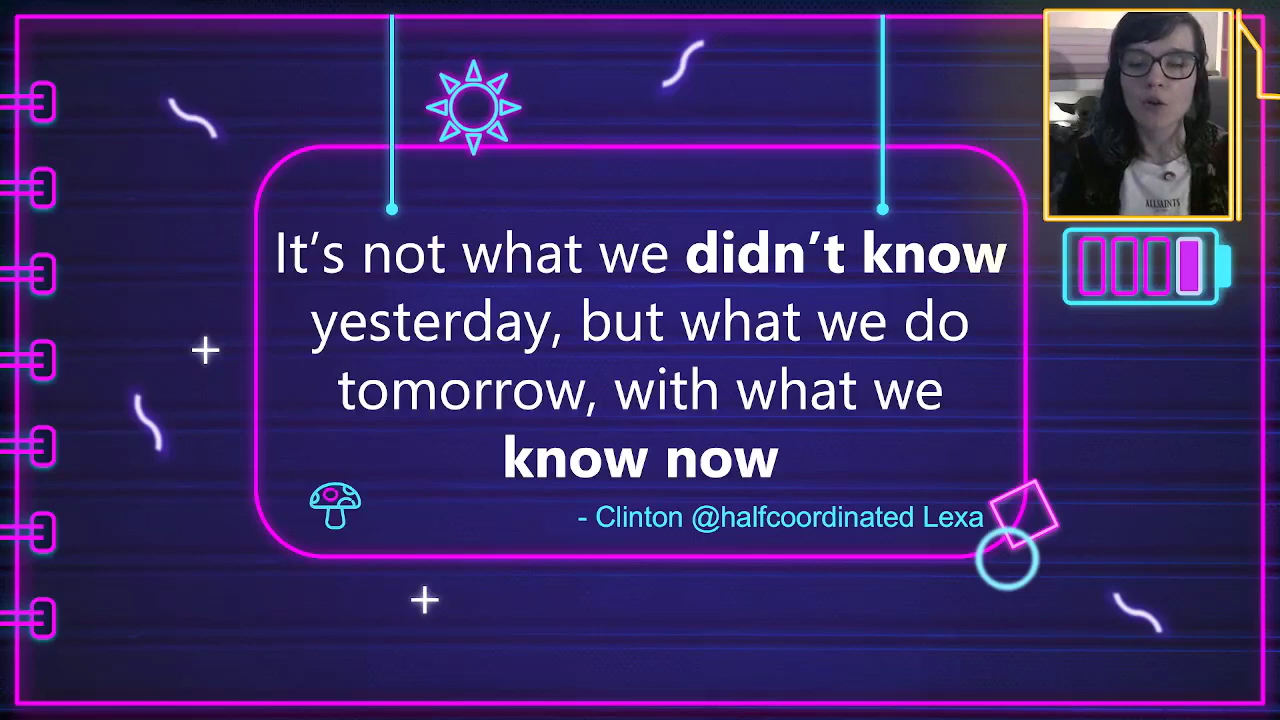 It’s not what we didn’t know
yesterday, but what we do
tomorrow, with what we
know now
- Clinton @halfcoordinated Lexa
ALLSAINTS